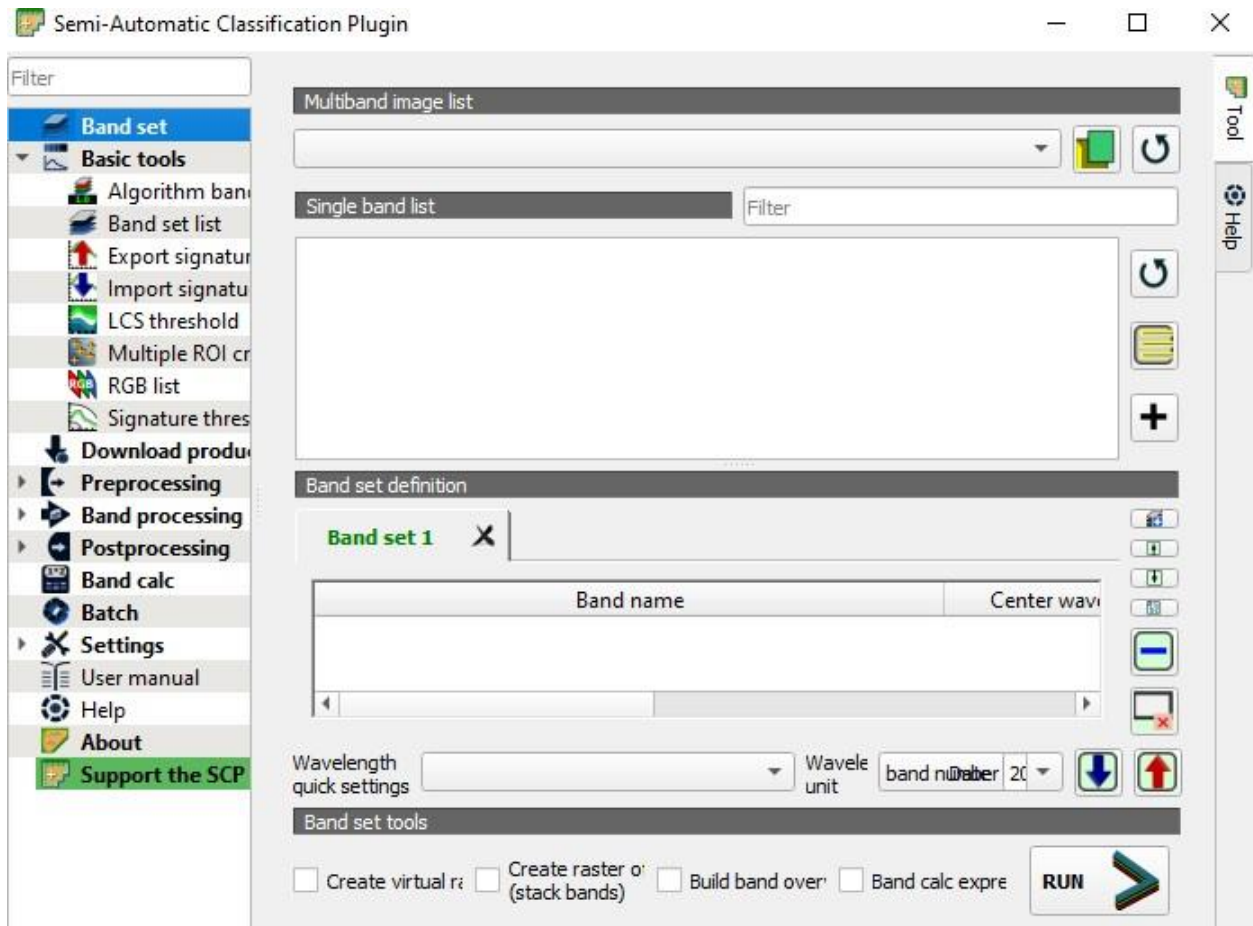 Semi-Automatic Classification Plugin
Filter
Band set
Basic tools
Algorithm band
Band set list
Export signatur
Import signatu
LCS threshold
Multiple ROI cr
RGB list
Signature thres
Download produ
Preprocessing
Band processing
Postprocessing
Band calc
Batch
Settings
User manual
Help
About
Support the SCP
Multiband image list
Single band list
Filter
Band set definition
Band set 1
Band name
Center wav
Wavelength
quick settings
Wavele
unit
band number
20
Band set tools
Create virtual ra
Create raster o
(stack bands)
Build band over
Band calc expre
RUN
Tool
Help